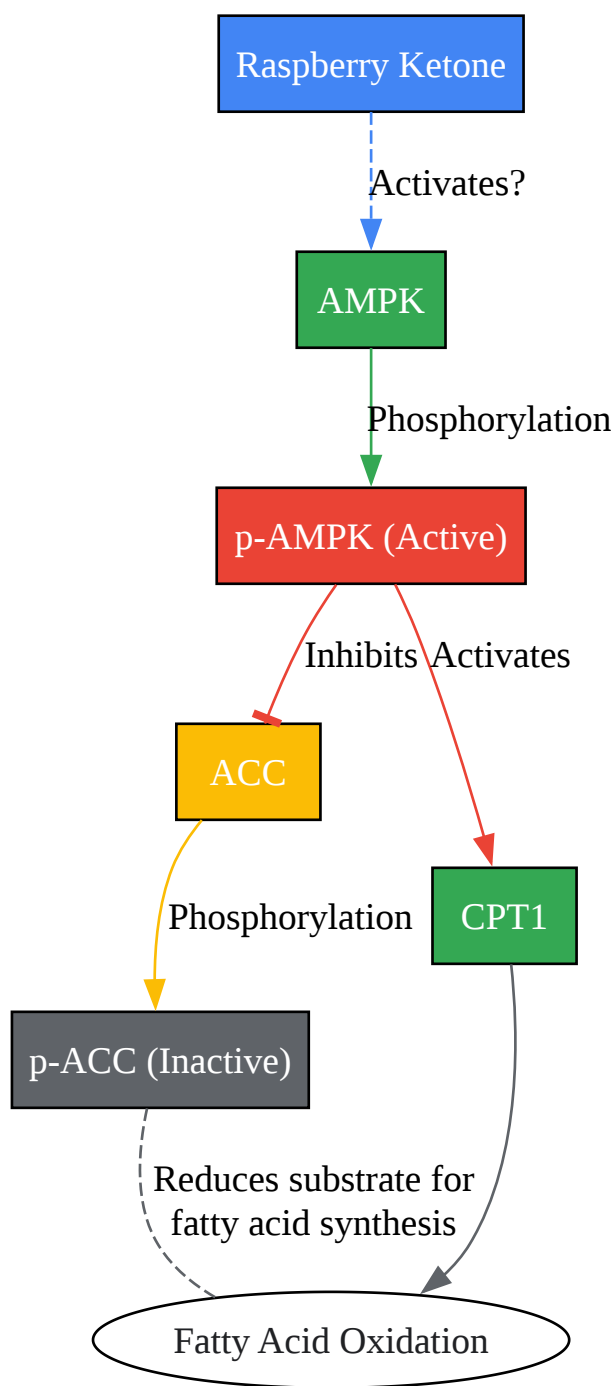 Raspberry Ketone
Activates?
AMPK
Phosphorylation
p-AMPK (Active)
Inhibits
Activates
ACC
Phosphorylation
CPT1
p-ACC (Inactive)
Reduces substrate for
fatty acid synthesis
Fatty Acid Oxidation